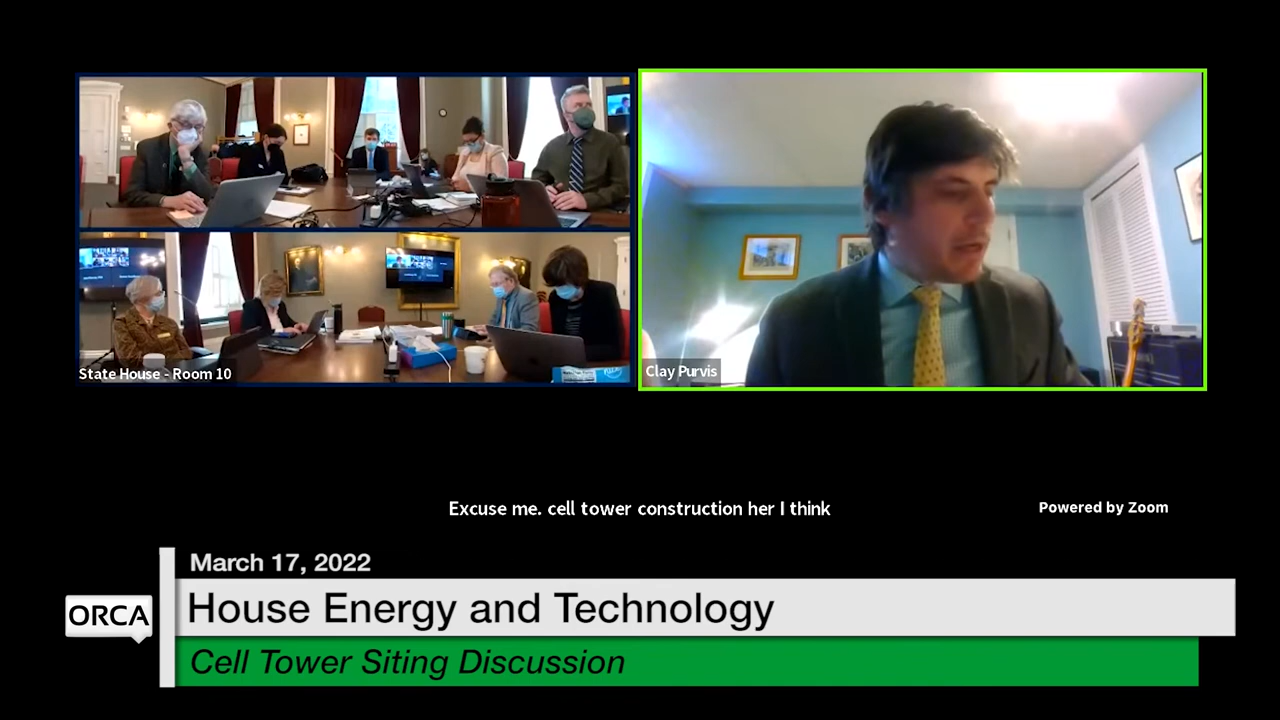 State House - Room 10
Clay Purvis
Excuse me. cell tower construction her I think
Powered by Zoom
March 17, 2022
ORCA
House Energy and Technology
Cell Tower Siting Discussion